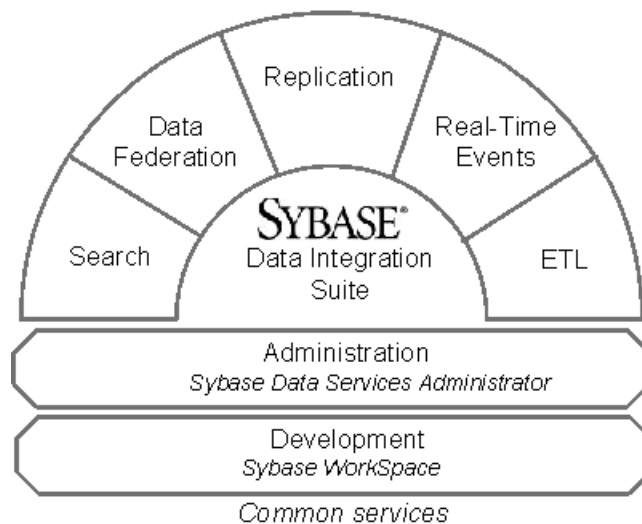 Replication
Data
Federation
Real-Time
Events
Search
SYBASE®
Data Integration
Suite
ETL
Administration
Sybase Data Services Administrator
Development
Sybase WorkSpace
Common services